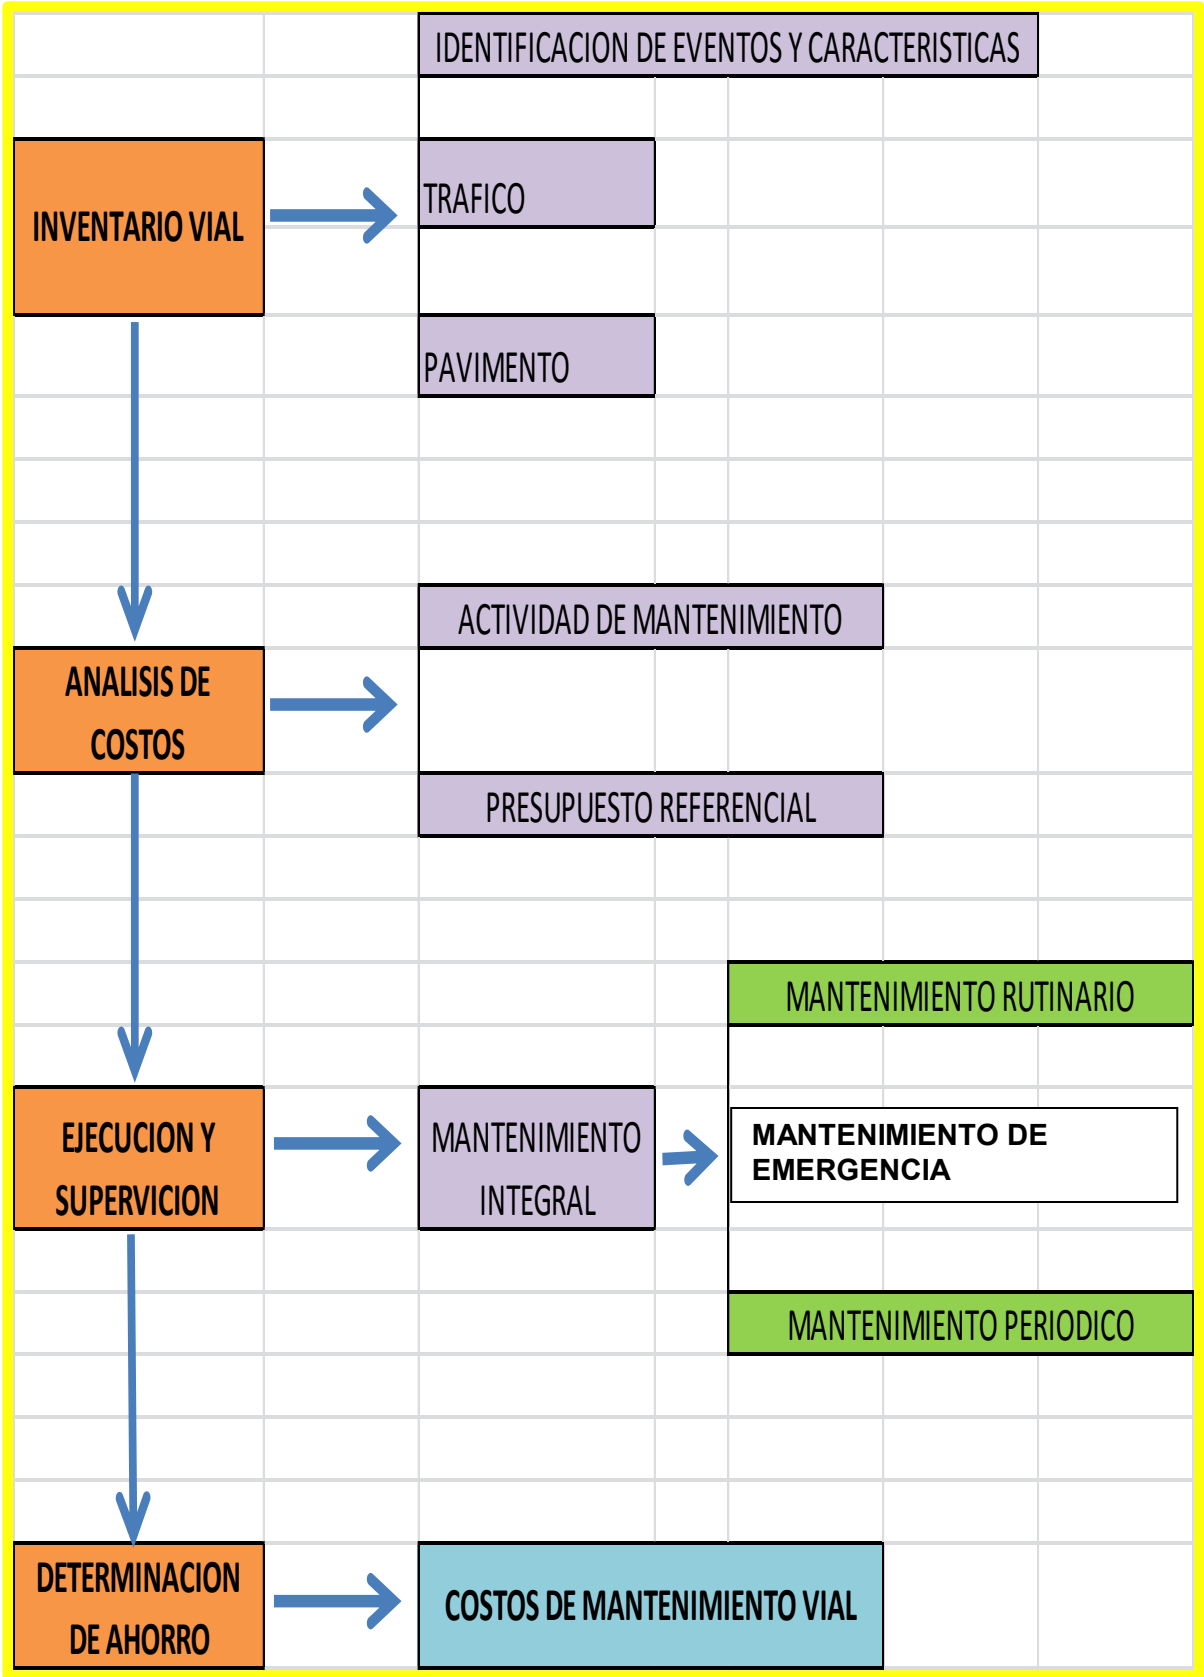 IDENTIFICACION DE EVENTOS Y CARACTERISTICAS
INVENTARIO VIAL
TRAFICO
PAVIMENTO
ACTIVIDAD DE MANTENIMIENTO
ANALISIS DE
COSTOS
PRESUPUESTO REFERENCIAL
MANTENIMIENTO RUTINARIO
EJECUCION Y
SUPERVICION
MANTENIMIENTO
INTEGRAL
MANTENIMIENTO DE
EMERGENCIA
MANTENIMIENTO PERIODICO
DETERMINACION
DE AHORRO
COSTOS DE MANTENIMIENTO VIAL